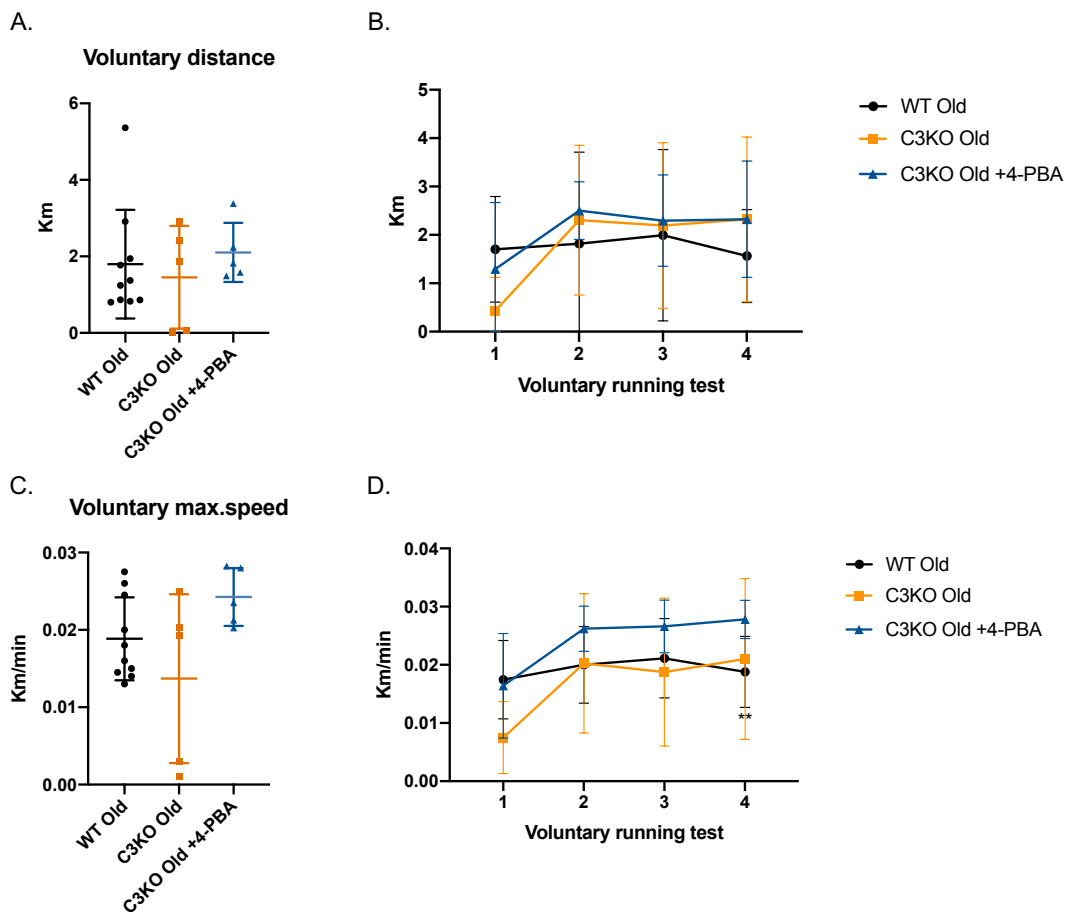 A.
Voluntary distance
Km
6
4
2
0
WT Old
C3KO Old
C3KO Old +4-PBA
B.
Km
5
4
3
2
1
0
1 2 3 4
Voluntary running test
WT Old
C3KO Old
C3KO Old +4-PBA
C.
Voluntary max.speed
Km/min
0.03
0.02
0.01
0.00
WT Old
C3KO Old
C3KO Old +4-PBA
D.
Km/min
0.04
0.03
0.02
0.01
0.00
**
1 2 3 4
Voluntary running test
WT Old
C3KO Old
C3KO Old +4-PBA